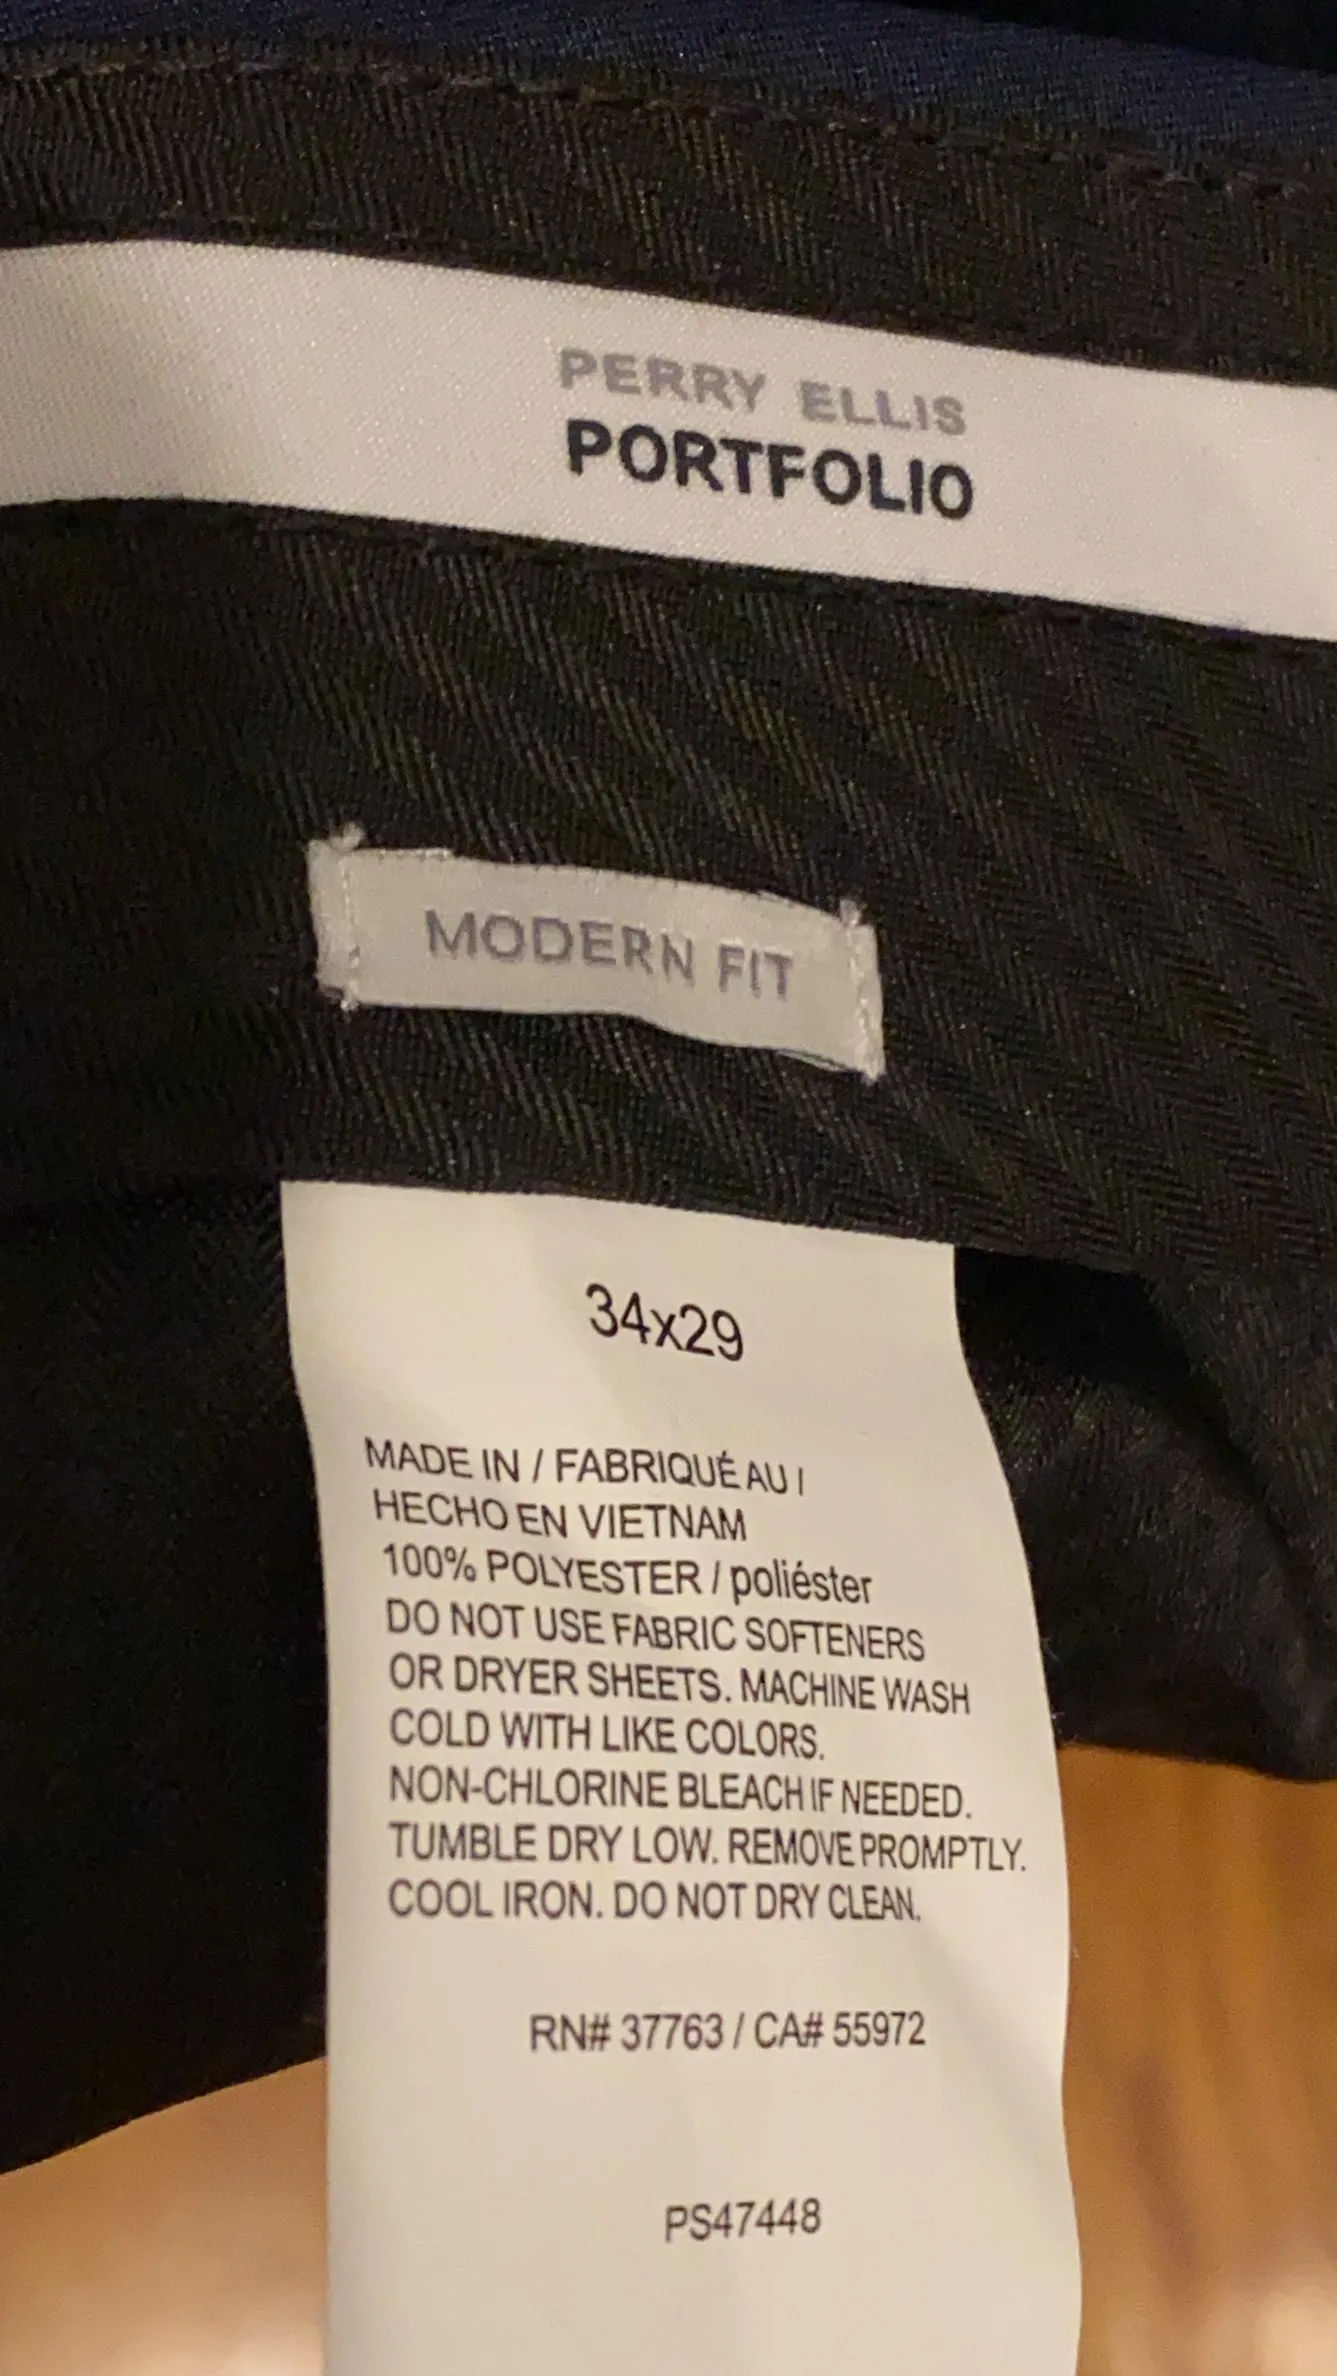 PERRY ELLIS
PORTFOLIO
MODERN FIT
34x29
MADE IN / FABRIQUÉ AU /
HECHO EN VIETNAM
100% POLYESTER / poliéster
DO NOT USE FABRIC SOFTENERS
OR DRYER SHEETS. MACHINE WASH
COLD WITH LIKE COLORS.
NON-CHLORINE BLEACH IF NEEDED.
TUMBLE DRY LOW. REMOVE PROMPTLY.
COOL IRON. DO NOT DRY CLEAN.
RN# 37763 / CA# 55972
PS47448